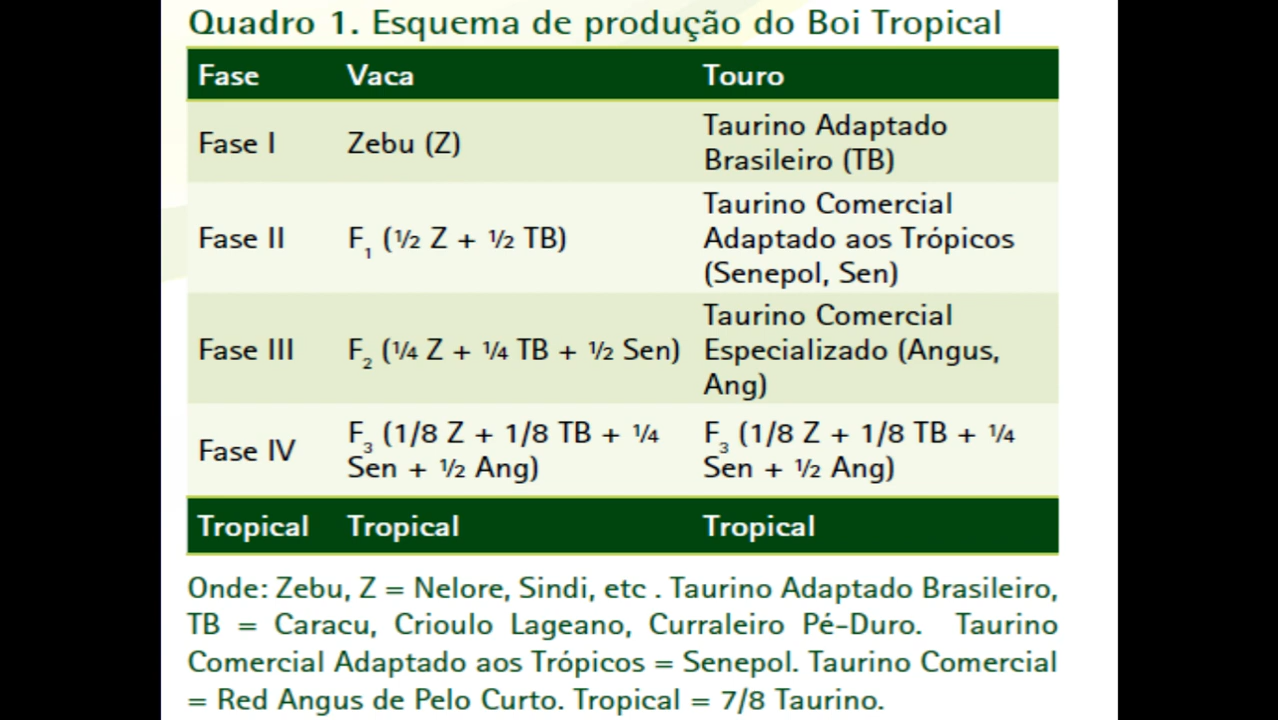 Quadro 1. Esquema de produção do Boi Tropical
Fase Vaca Touro
Fase I Zebu (Z) Taurino Adaptado
Brasileiro (TB)
Fase II F₁ (½ Z + ½ TB) Taurino Comercial
Adaptado aos Trópicos
(Senepol, Sen)
Fase III F₂ (¼ Z + ¼ TB + ½ Sen) Taurino Comercial
Especializado (Angus,
Ang)
Fase IV F₃ (1/8 Z + 1/8 TB + ¼ Sen + ½ Ang) F₃ (1/8 Z + 1/8 TB + ¼ Sen + ½ Ang)
Tropical Tropical Tropical
Onde: Zebu, Z = Nelore, Sindi, etc . Taurino Adaptado Brasileiro,
TB = Caracu, Crioulo Lageano, Curraleiro Pé-Duro. Taurino
Comercial Adaptado aos Trópicos = Senepol. Taurino Comercial
= Red Angus de Pelo Curto. Tropical = 7/8 Taurino.